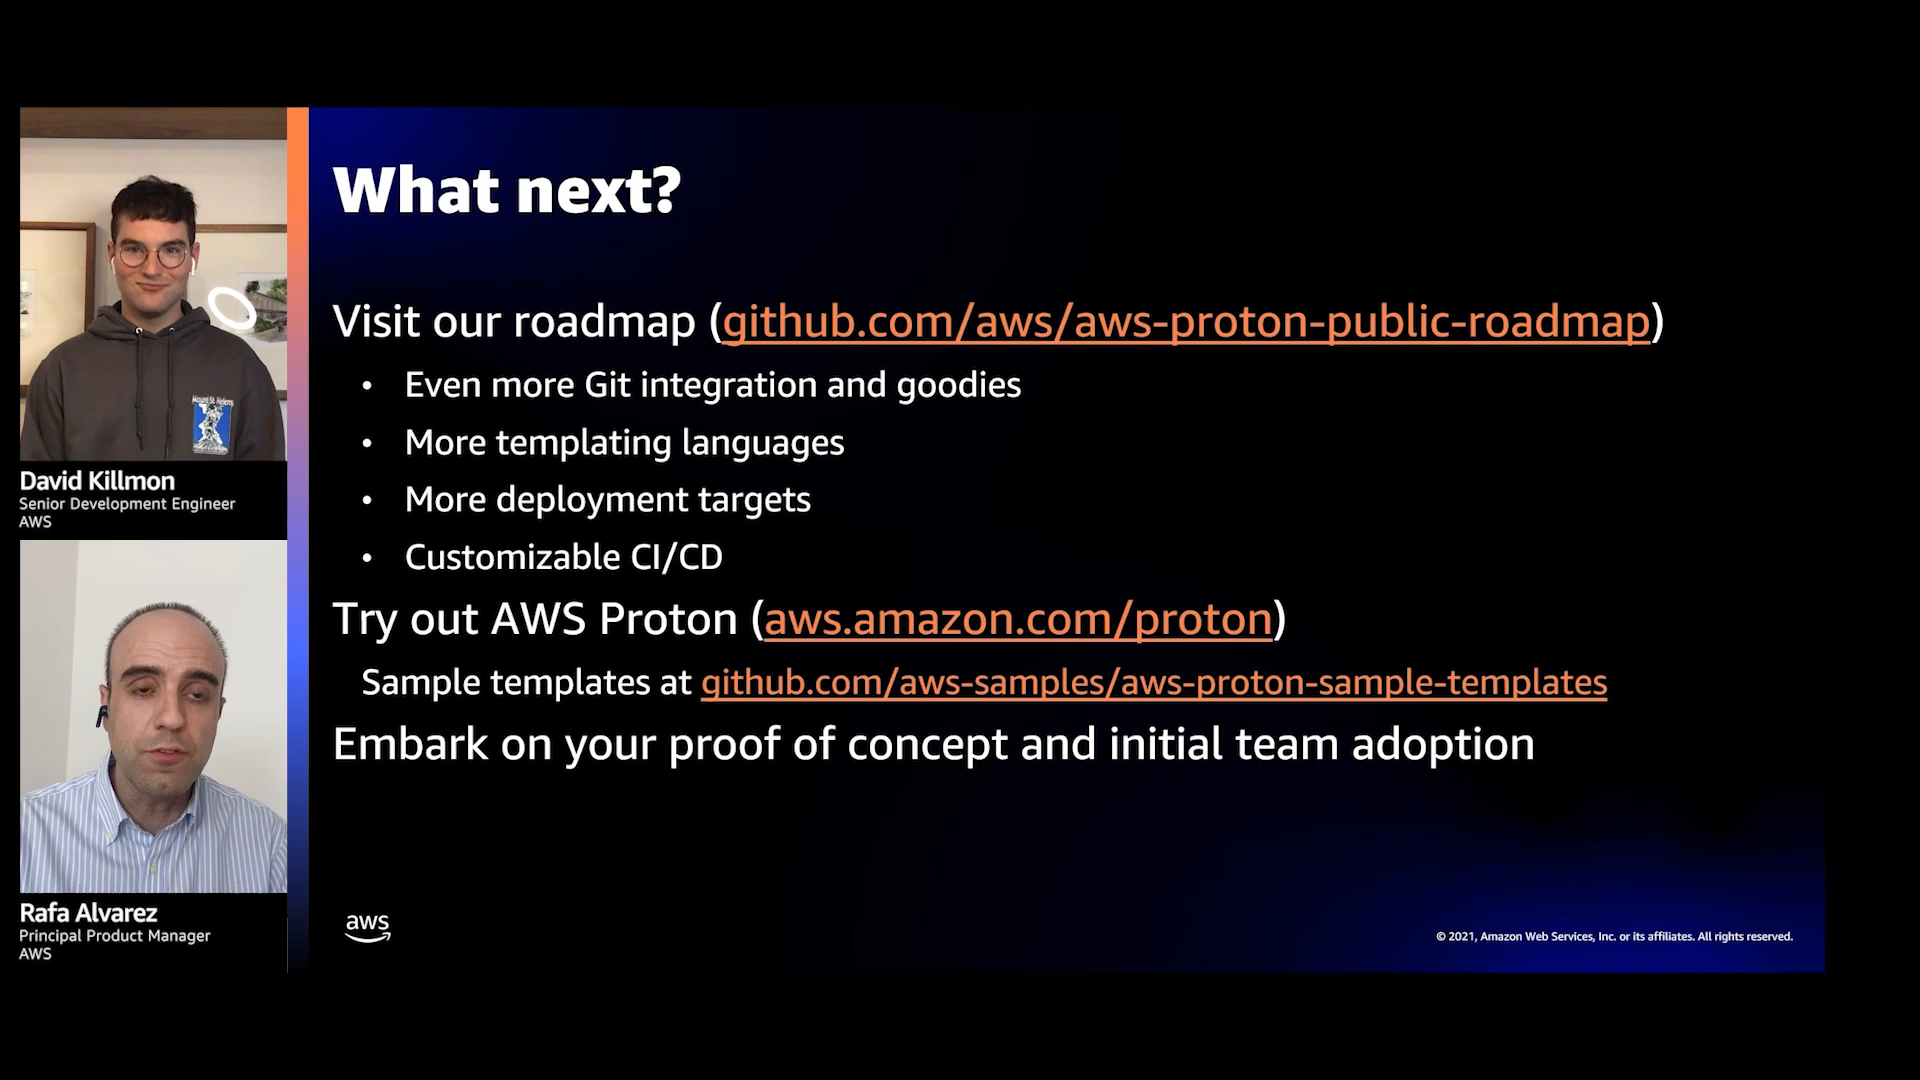 What next?
Visit our roadmap (github.com/aws/aws-proton-public-roadmap)
• Even more Git integration and goodies
• More templating languages
• More deployment targets
• Customizable CI/CD
Try out AWS Proton (aws.amazon.com/proton)
Sample templates at github.com/aws-samples/aws-proton-sample-templates
Embark on your proof of concept and initial team adoption
Mount St. Helens
David Killmon
Senior Development Engineer
AWS
Rafa Alvarez
Principal Product Manager
AWS
aws
© 2021, Amazon Web Services, Inc. or its affiliates. All rights reserved.